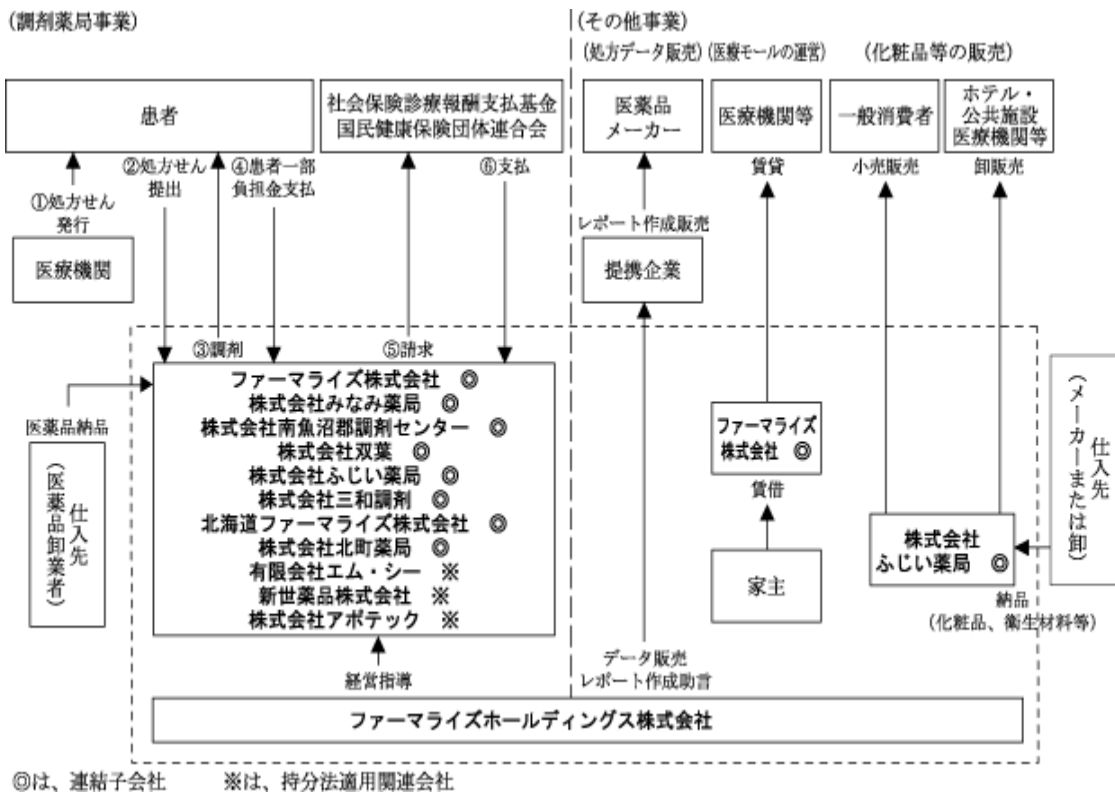 (調剤薬局事業)
(その他事業)
(処方データ販売)
(医療モールの運営)
(化粧品等の販売)
患者
社会保険診療報酬支払基金
国民健康保険団体連合会
医薬品
メーカー
医療機関等
一般消費者
ホテル・
公共施設
医療機関等
①処方せん
発行
②処方せん
提出
④患者一部
負担金支払
⑥支払
賃貸
小売販売
卸販売
医療機関
レポート作成販売
提携企業
③調剤
⑤請求
医薬品納品
仕入先
(医薬品卸業者)
ファーマライズ株式会社 ◎
株式会社みなみ薬局 ◎
株式会社南魚沼郡調剤センター ◎
株式会社双葉 ◎
株式会社ふじい薬局 ◎
株式会社三和調剤 ◎
北海道ファーマライズ株式会社 ◎
株式会社北町薬局 ◎
有限会社エム・シー ※
新世薬品株式会社 ※
株式会社アポテック ※
ファーマライズ
株式会社 ◎
賃借
家主
株式会社
ふじい薬局 ◎
仕入先
(メーカーまたは卸)
納品
(化粧品、衛生材料等)
経営指導
データ販売
レポート作成助言
ファーマライズホールディングス株式会社
◎は、連結子会社 ※は、持分法適用関連会社